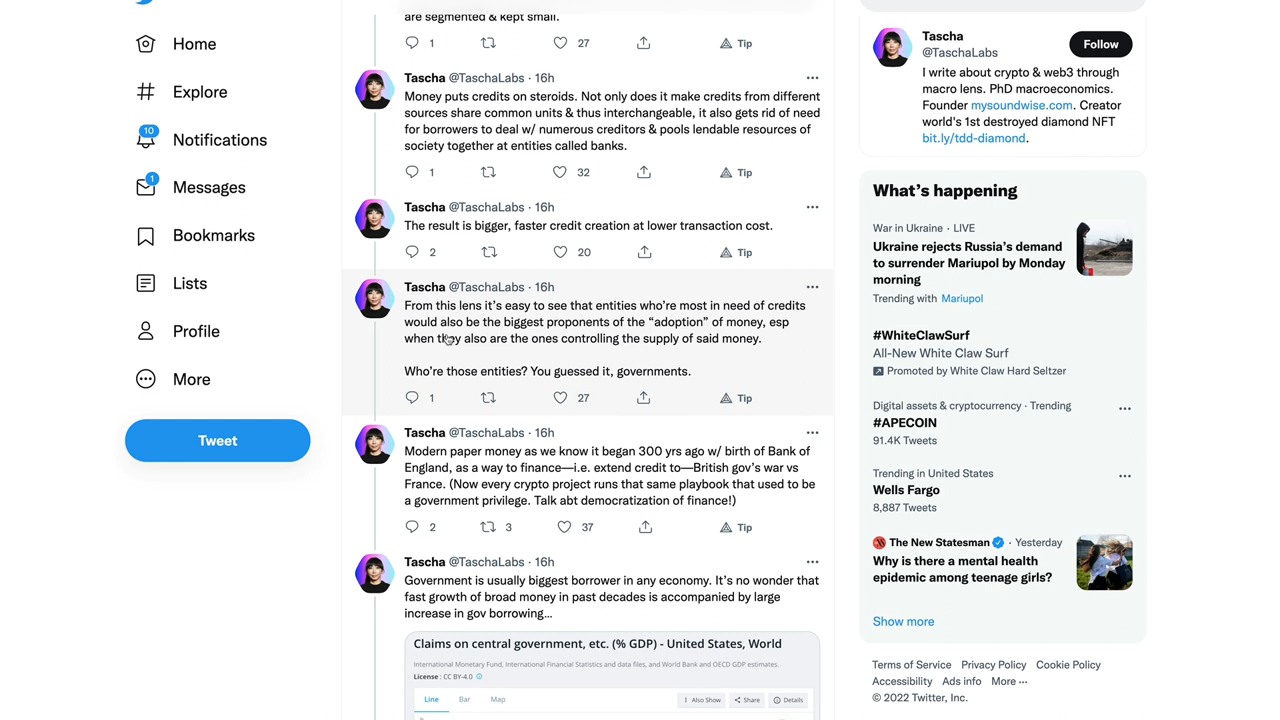 Home
Explore
10
Notifications
1
Messages
Bookmarks
Lists
Profile
More
Tweet
are segmented & kept small.
1 27 Tip
Tascha @TaschaLabs · 16h
Money puts credits on steroids. Not only does it make credits from different
sources share common units & thus interchangeable, it also gets rid of need
for borrowers to deal w/ numerous creditors & pools lendable resources of
society together at entities called banks.
1 32 Tip
Tascha @TaschaLabs · 16h
The result is bigger, faster credit creation at lower transaction cost.
2 20 Tip
Tascha @TaschaLabs · 16h
From this lens it's easy to see that entities who're most in need of credits
would also be the biggest proponents of the “adoption” of money, esp
when they also are the ones controlling the supply of said money.
Who're those entities? You guessed it, governments.
1 27 Tip
Tascha @TaschaLabs · 16h
Modern paper money as we know it began 300 yrs ago w/ birth of Bank of
England, as a way to finance—i.e. extend credit to—British gov's war vs
France. (Now every crypto project runs that same playbook that used to be
a government privilege. Talk abt democratization of finance!)
2 3 37 Tip
Tascha @TaschaLabs · 16h
Government is usually biggest borrower in any economy. It's no wonder that
fast growth of broad money in past decades is accompanied by large
increase in gov borrowing...
Claims on central government, etc. (% GDP) - United States, World
International Monetary Fund, International Financial Statistics and data files, and World Bank and OECD GDP estimates.
License : CC BY-4.0
Line Bar Map Also Show Share Details
Tascha
@TaschaLabs
Follow
I write about crypto & web3 through
macro lens. PhD macroeconomics.
Founder mysoundwise.com. Creator
world's 1st destroyed diamond NFT
bit.ly/tdd-diamond.
What's happening
War in Ukraine · LIVE
Ukraine rejects Russia's demand
to surrender Mariupol by Monday
morning
Trending with Mariupol
#WhiteClawSurf
All-New White Claw Surf
Promoted by White Claw Hard Seltzer
Digital assets & cryptocurrency · Trending
#APECOIN
91.4K Tweets
Trending in United States
Wells Fargo
8,887 Tweets
The New Statesman · Yesterday
Why is there a mental health
epidemic among teenage girls?
Show more
Terms of Service Privacy Policy Cookie Policy
Accessibility Ads info More ···
© 2022 Twitter, Inc.